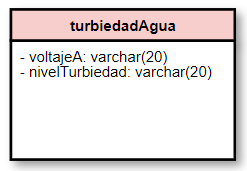 turbiedadAgua
- voltajeA: varchar(20)
- nivelTurbiedad: varchar(20)